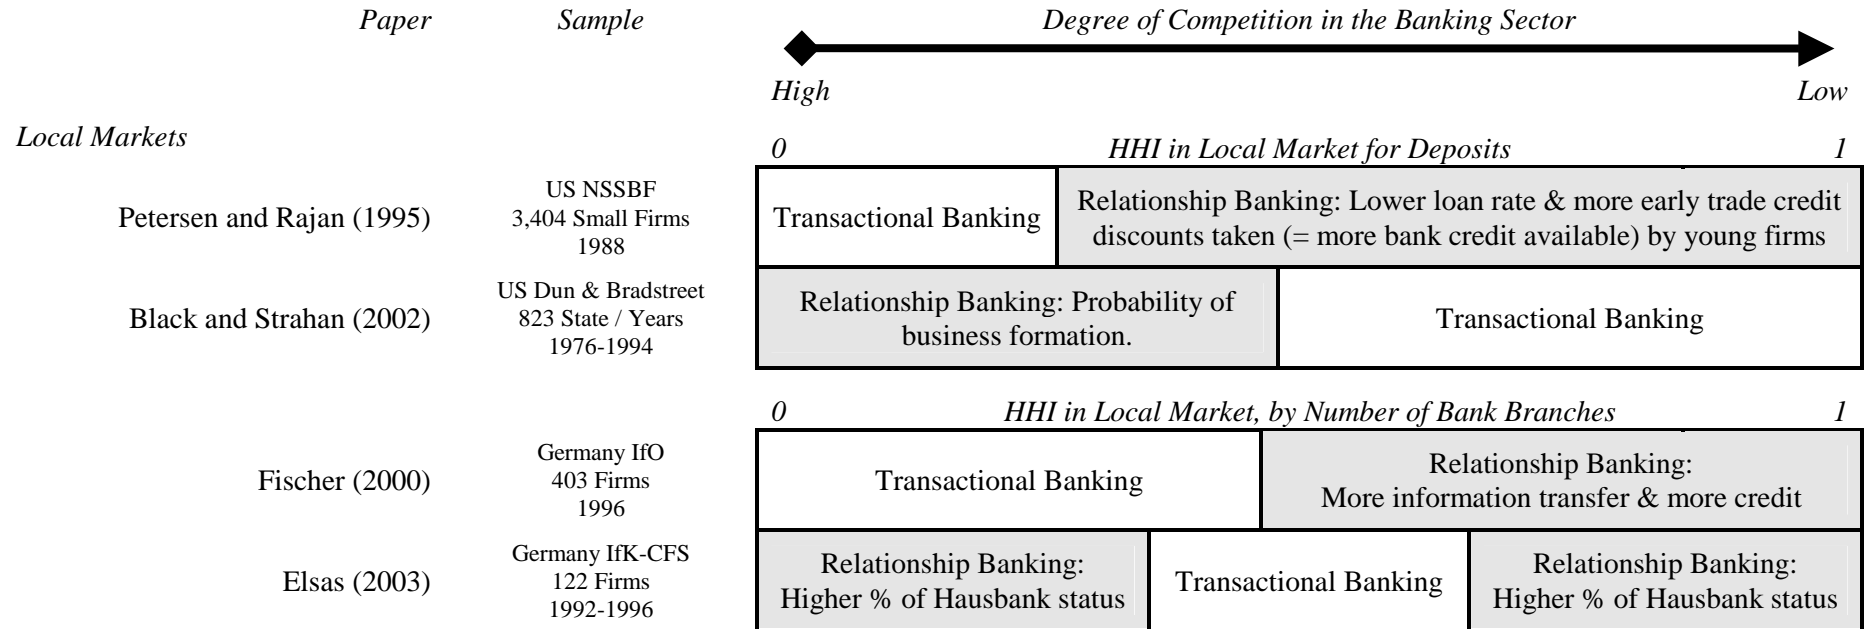 Paper Sample Degree of Competition in the Banking Sector
High Low
Local Markets
0 HHI in Local Market for Deposits 1
Petersen and Rajan (1995)
US NSSBF
3,404 Small Firms
1988
Transactional Banking
Relationship Banking: Lower loan rate & more early trade credit
discounts taken (= more bank credit available) by young firms
Black and Strahan (2002)
US Dun & Bradstreet
823 State / Years
1976-1994
Relationship Banking: Probability of
business formation.
Transactional Banking
0 HHI in Local Market, by Number of Bank Branches 1
Fischer (2000)
Germany IfO
403 Firms
1996
Transactional Banking
Relationship Banking:
More information transfer & more credit
Elsas (2003)
Germany IfK-CFS
122 Firms
1992-1996
Relationship Banking:
Higher % of Hausbank status
Transactional Banking
Relationship Banking:
Higher % of Hausbank status